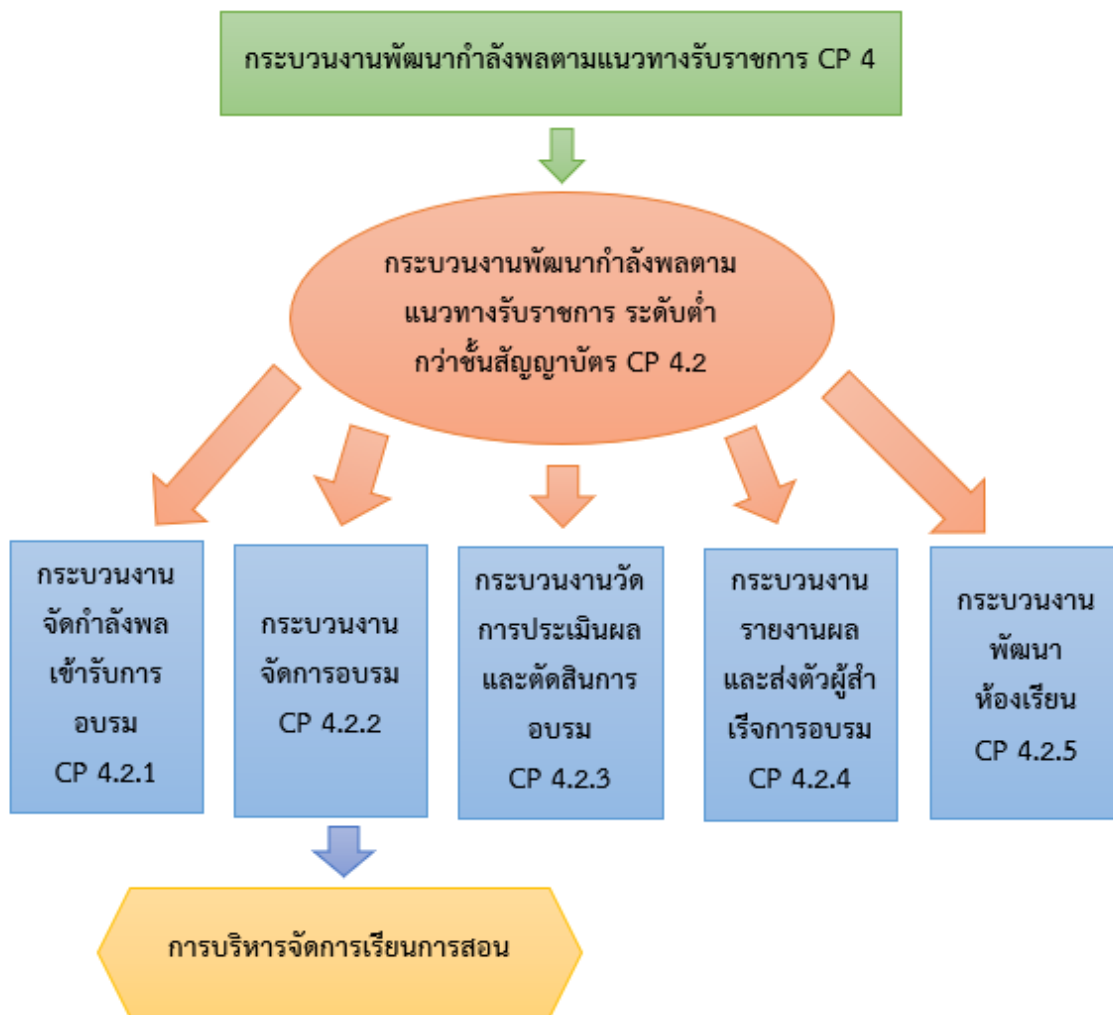 กระบวนงานพัฒนากำลังพลตามแนวทางรับราชการ CP 4
กระบวนงานพัฒนากำลังพลตาม
แนวทางรับราชการ ระดับต่ำ
กว่าชั้นสัญญาบัตร CP 4.2
กระบวนงาน
จัดกำลังพล
เข้ารับการ
อบรม
CP 4.2.1
กระบวนงาน
จัดการอบรม
CP 4.2.2
กระบวนงานวัด
การประเมินผล
และตัดสินการ
อบรม
CP 4.2.3
กระบวนงาน
รายงานผล
และส่งตัวผู้สำ
เร็จการอบรม
CP 4.2.4
กระบวนงาน
พัฒนา
ห้องเรียน
CP 4.2.5
การบริหารจัดการเรียนการสอน